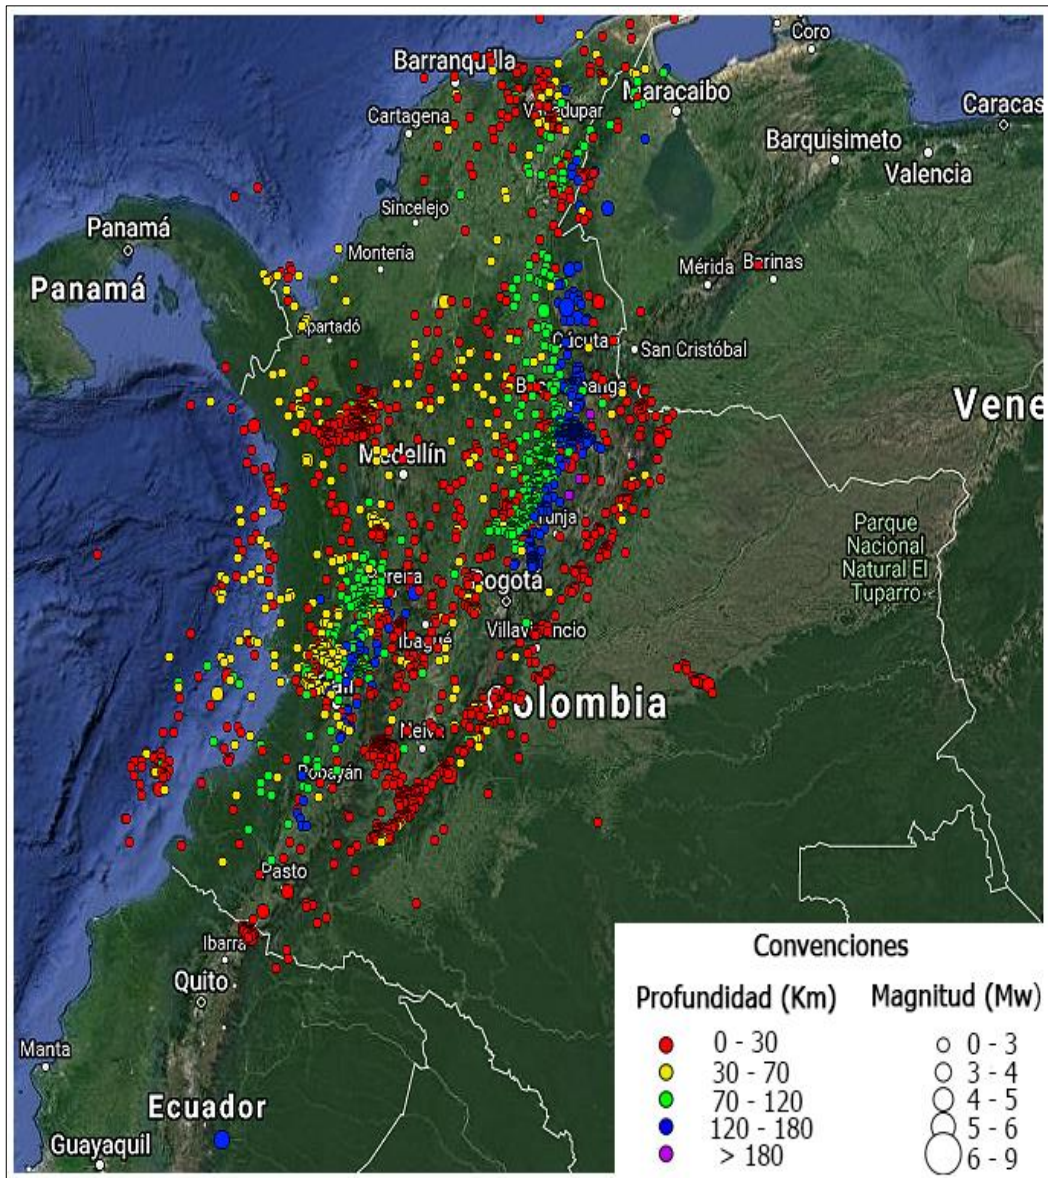 Coro
Barranquilla
Maracaibo
Caracas
Cartagena
Valledupar
Barquisimeto
Valencia
Sincelejo
Panamá
Montería
Mérida
Barinas
Panamá
Apartadó
Cúcuta
San Cristóbal
Vene
Medellín
Tunja
Parque
Nacional
Natural El
Tuparro
Pereira
Bogotá
Ibagué
Villavicencio
Cali
Colombia
Neiva
Popayán
Pasto
Ibarra
Quito
Manta
Ecuador
Guayaquil
Convenciones
Profundidad (Km)
Magnitud (Mw)
0 - 30
0 - 3
30 - 70
3 - 4
70 - 120
4 - 5
120 - 180
5 - 6
> 180
6 - 9